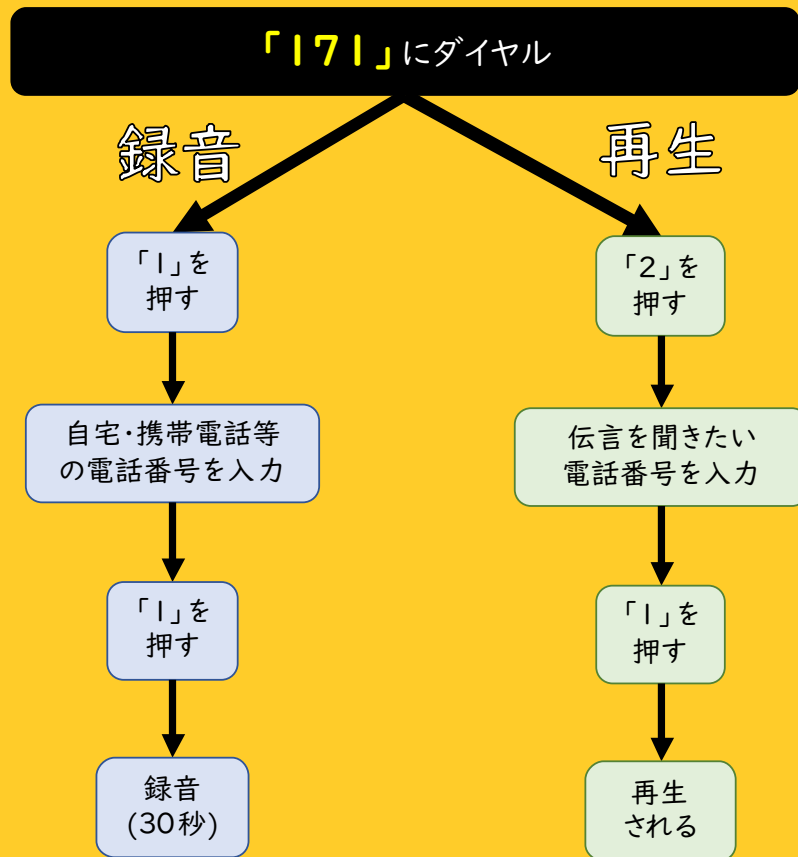 「171」にダイヤル
録音
「1」を
押す
自宅・携帯電話等
の電話番号を入力
「1」を
押す
録音
(30秒)
再生
「2」を
押す
伝言を聞きたい
電話番号を入力
「1」を
押す
再生
される